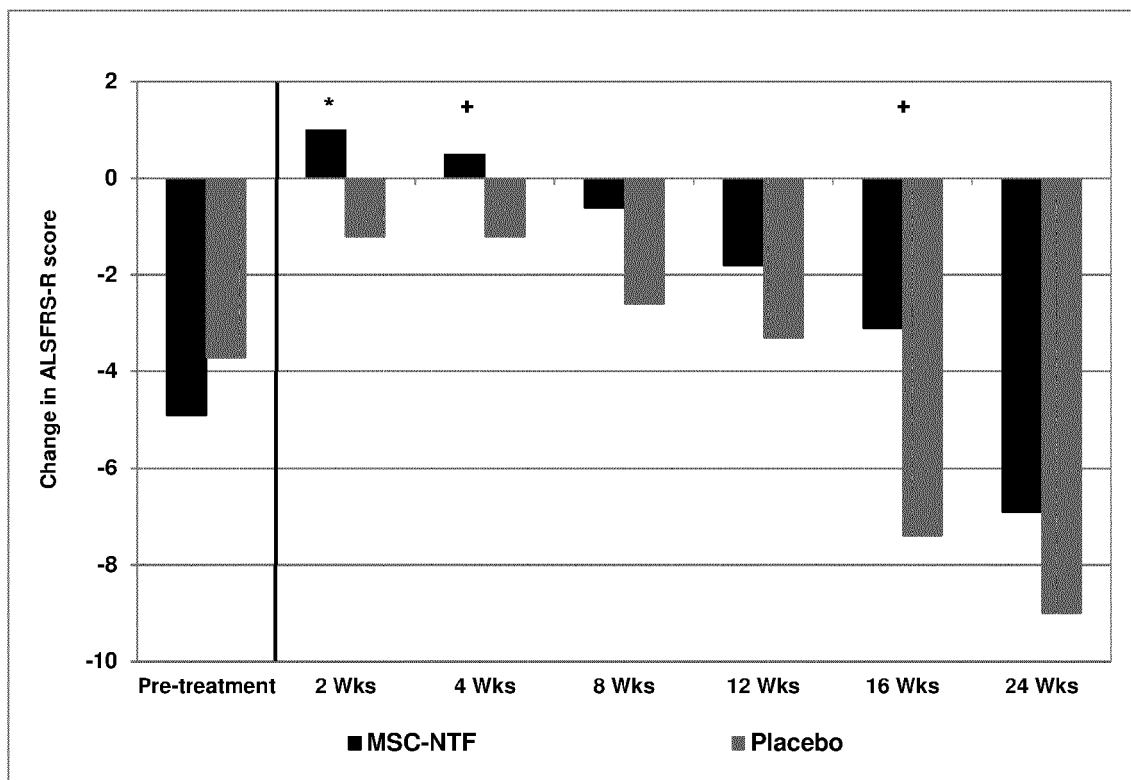 Change in ALSFRS-R score
2
0
-2
-4
-6
-8
-10
*
+
+
Pre-treatment
2 Wks
4 Wks
8 Wks
12 Wks
16 Wks
24 Wks
MSC-NTF
Placebo